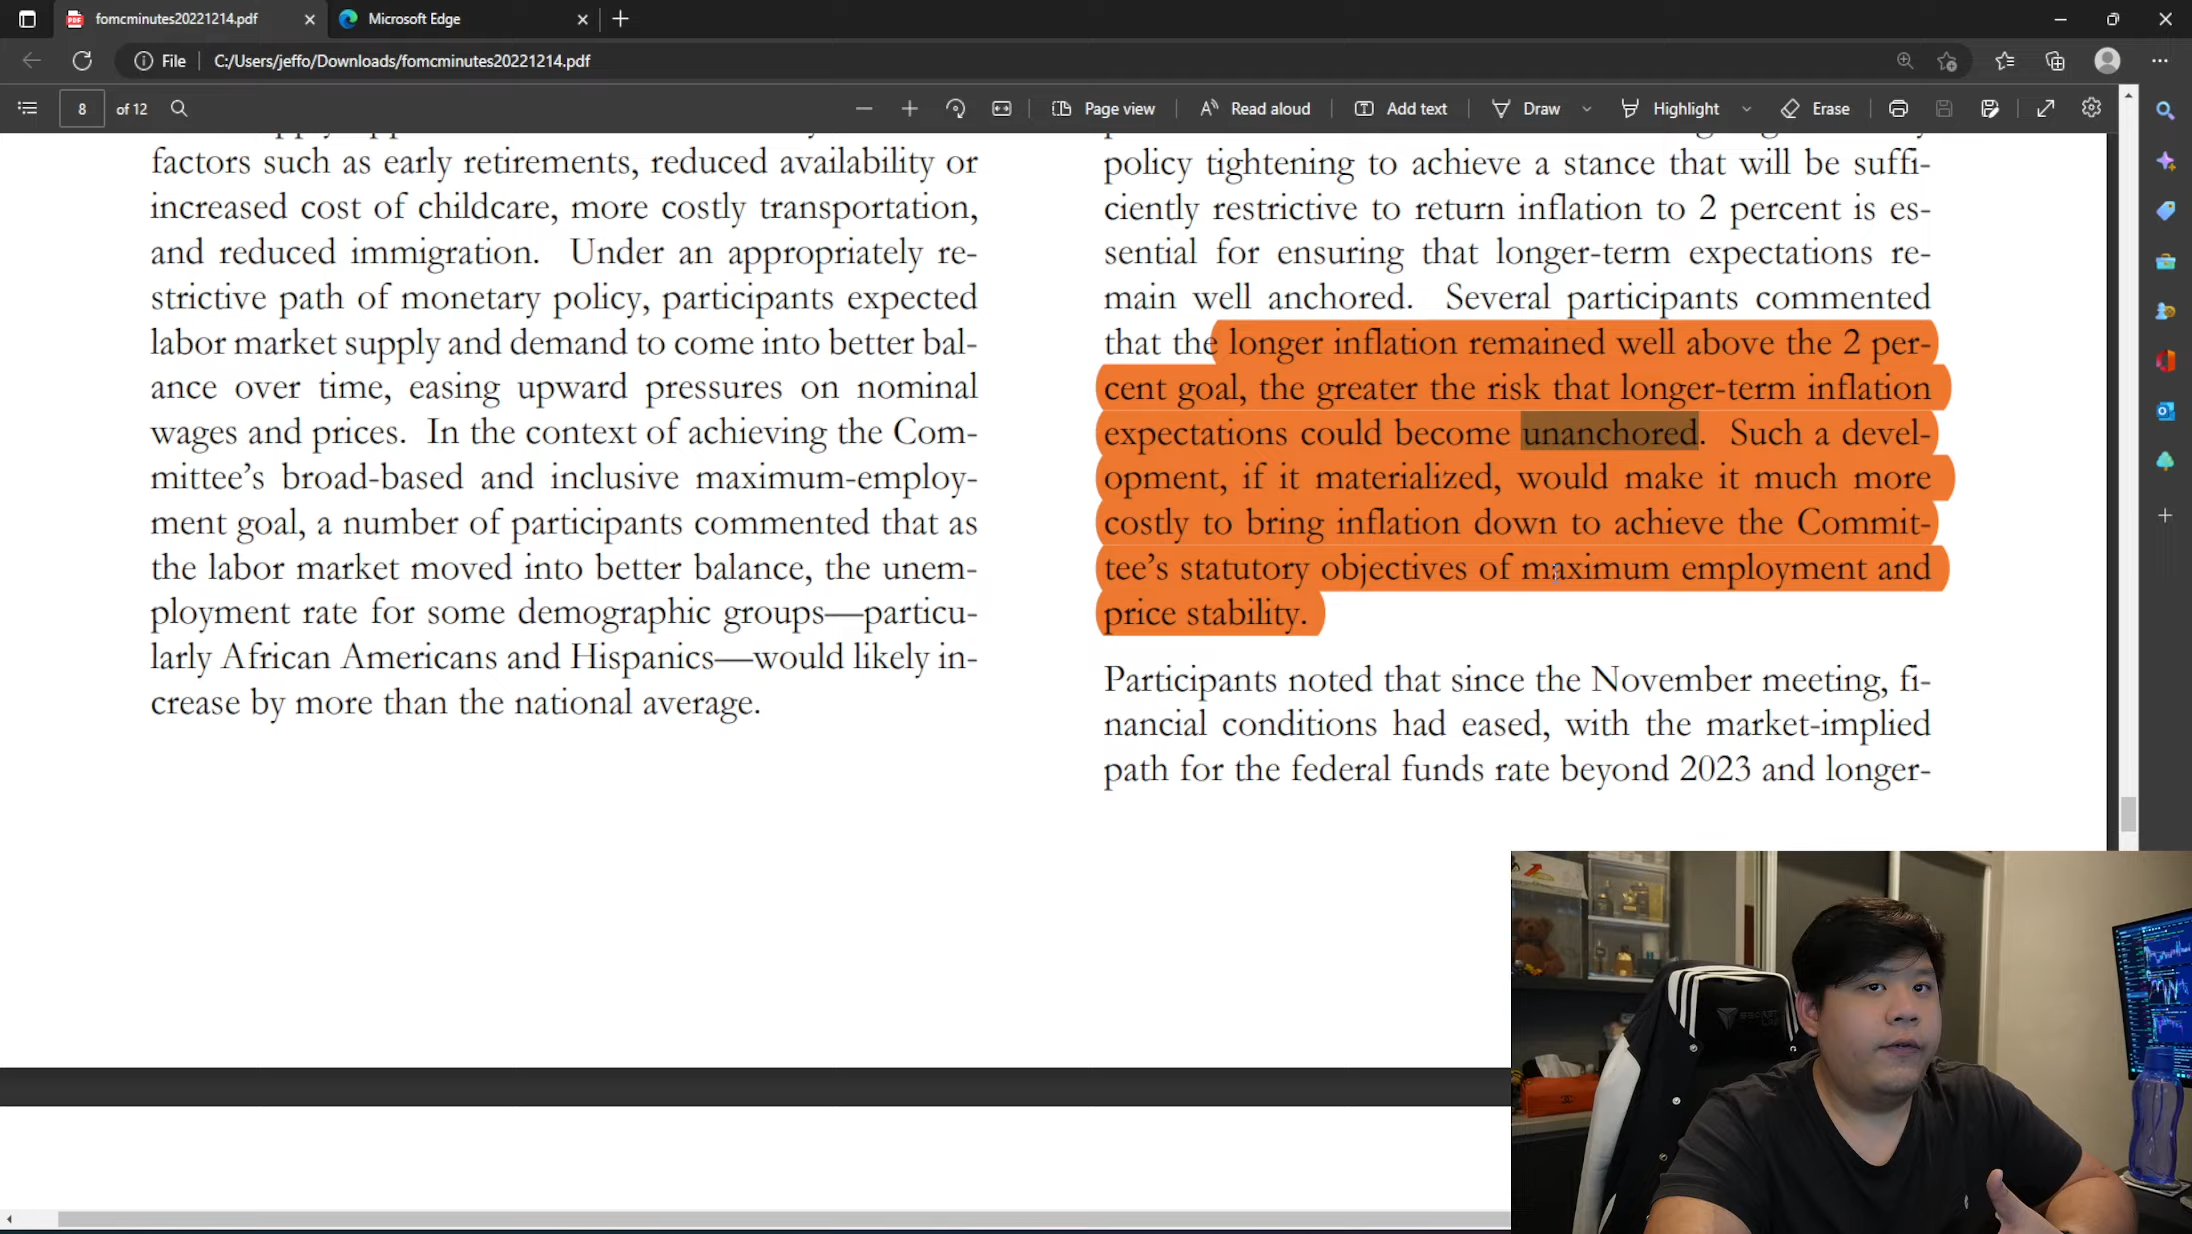 fomcminutes20221214.pdf
Microsoft Edge
File
C:/Users/jeffo/Downloads/fomcminutes20221214.pdf
8
of 12
Page view
Read aloud
Add text
Draw
Highlight
Erase
factors such as early retirements, reduced availability or
increased cost of childcare, more costly transportation,
and reduced immigration. Under an appropriately re-
strictive path of monetary policy, participants expected
labor market supply and demand to come into better bal-
ance over time, easing upward pressures on nominal
wages and prices. In the context of achieving the Com-
mittee's broad-based and inclusive maximum-employ-
ment goal, a number of participants commented that as
the labor market moved into better balance, the unem-
ployment rate for some demographic groups—particu-
larly African Americans and Hispanics—would likely in-
crease by more than the national average.
policy tightening to achieve a stance that will be suffi-
ciently restrictive to return inflation to 2 percent is es-
sential for ensuring that longer-term expectations re-
main well anchored. Several participants commented
that the longer inflation remained well above the 2 per-
cent goal, the greater the risk that longer-term inflation
expectations could become unanchored. Such a devel-
opment, if it materialized, would make it much more
costly to bring inflation down to achieve the Commit-
tee's statutory objectives of maximum employment and
price stability.
Participants noted that since the November meeting, fi-
nancial conditions had eased, with the market-implied
path for the federal funds rate beyond 2023 and longer-